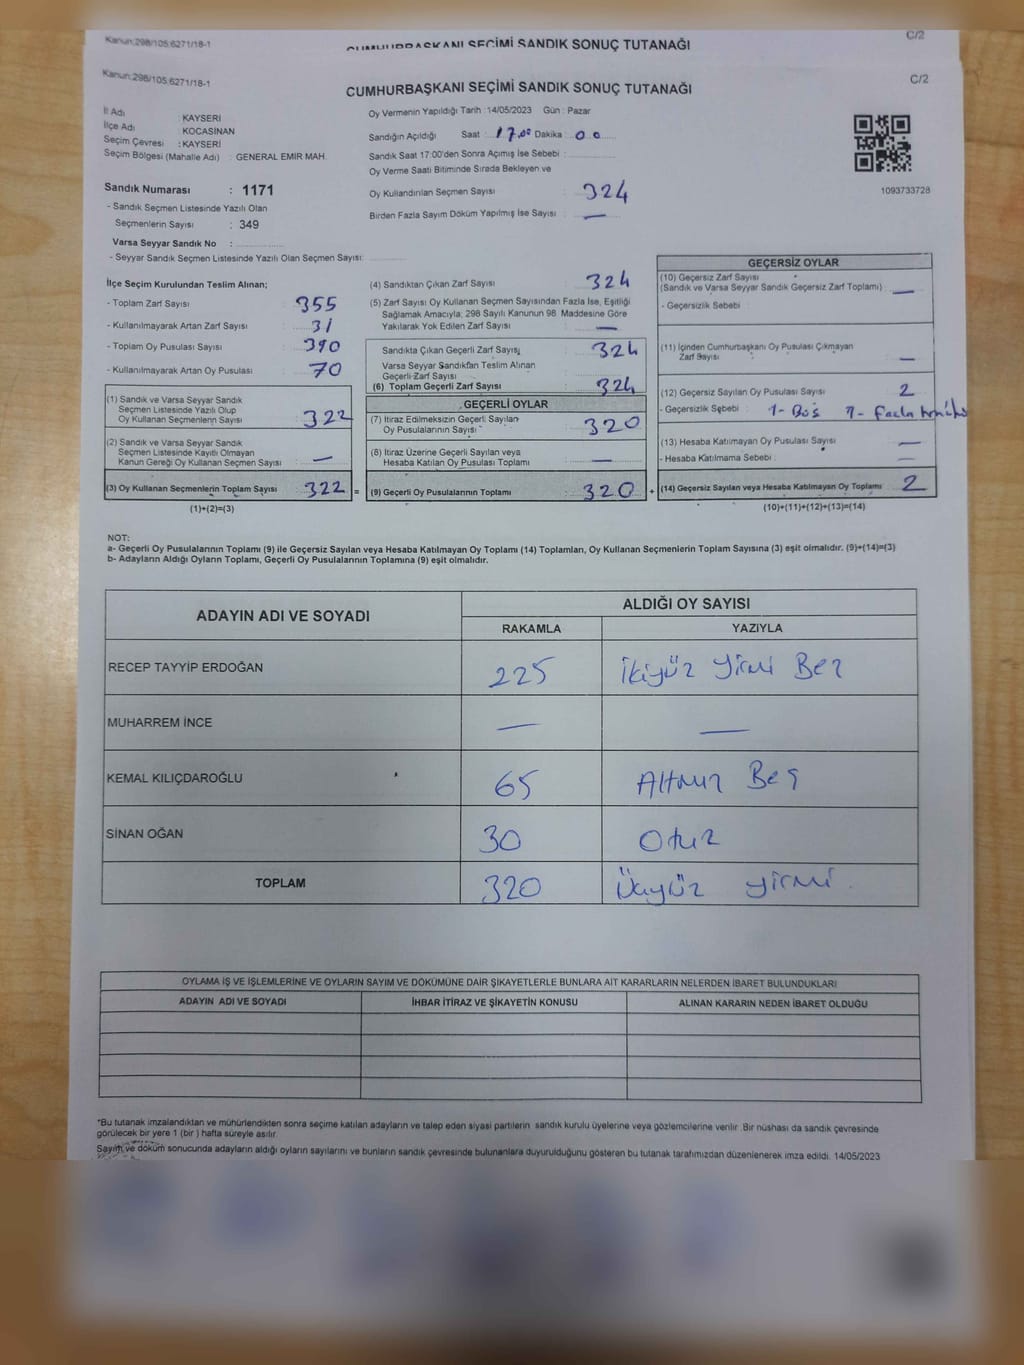 Kanun:298/105;6271/18-1
C/2
CUMHURBAŞKANI SEÇİMİ SANDIK SONUÇ TUTANAĞI
Kanun:298/105;6271/18-1
C/2
CUMHURBAŞKANI SEÇİMİ SANDIK SONUÇ TUTANAĞI
İl Adı : KAYSERİ
İlçe Adı : KOCASİNAN
Seçim Çevresi : KAYSERİ
Seçim Bölgesi (Mahalle Adı) : GENERAL EMİR MAH.
Sandık Numarası : 1171
- Sandık Seçmen Listesinde Yazılı Olan
Seçmenlerin Sayısı : 349
Varsa Seyyar Sandık No :
- Seyyar Sandık Seçmen Listesinde Yazılı Olan Seçmen Sayısı:
Oy Vermenin Yapıldığı Tarih :14/05/2023 Gün : Pazar
Sandığın Açıldığı Saat : 17.00 Dakika : 00
Sandık Saat 17:00'den Sonra Açımış İse Sebebi :
Oy Verme Saati Bitiminde Sırada Bekleyen ve
Oy Kullandırılan Seçmen Sayısı : 324
Birden Fazla Sayım Döküm Yapılmış İse Sayısı : —
1093733728
İlçe Seçim Kurulundan Teslim Alınan;
- Toplam Zarf Sayısı : 355
- Kullanılmayarak Artan Zarf Sayısı : 31
- Toplam Oy Pusulası Sayısı : 390
- Kullanılmayarak Artan Oy Pusulası : 70
(1) Sandık ve Varsa Seyyar Sandık
Seçmen Listesinde Yazılı Olup
Oy Kullanan Seçmenlerin Sayısı : 322
(2) Sandık ve Varsa Seyyar Sandık
Seçmen Listesinde Kayıtlı Olmayan
Kanun Gereği Oy Kullanan Seçmen Sayısı : —
(3) Oy Kullanan Seçmenlerin Toplam Sayısı : 322 =
(1)+(2)=(3)
(4) Sandıktan Çıkan Zarf Sayısı : 324
(5) Zarf Sayısı Oy Kullanan Seçmen Sayısından Fazla İse, Eşitliği
Sağlamak Amacıyla; 298 Sayılı Kanunun 98. Maddesine Göre
Yakılarak Yok Edilen Zarf Sayısı : —
Sandıkta Çıkan Geçerli Zarf Sayısı : 324
Varsa Seyyar Sandıktan Teslim Alınan
Geçerli Zarf Sayısı :
(6) Toplam Geçerli Zarf Sayısı : 324
GEÇERLİ OYLAR
(7) İtiraz Edilmeksizin Geçerli Sayılan
Oy Pusulalarının Sayısı : 320
(8) İtiraz Üzerine Geçerli Sayılan veya
Hesaba Katılan Oy Pusulası Toplamı : —
(9) Geçerli Oy Pusulalarının Toplamı : 320 +
GEÇERSİZ OYLAR
(10) Geçersiz Zarf Sayısı
(Sandık ve Varsa Seyyar Sandık Geçersiz Zarf Toplamı) : —
- Geçersizlik Sebebi :
(11) İçinden Cumhurbaşkanı Oy Pusulası Çıkmayan
Zarf Sayısı : —
(12) Geçersiz Sayılan Oy Pusulası Sayısı : 2
- Geçersizlik Sebebi : 1- Boş 1- Fazla
(13) Hesaba Katılmayan Oy Pusulası Sayısı : —
- Hesaba Katılmama Sebebi : —
(14) Geçersiz Sayılan veya Hesaba Katılmayan Oy Toplamı : 2
(10)+(11)+(12)+(13)=(14)
NOT:
a- Geçerli Oy Pusulalarının Toplamı (9) ile Geçersiz Sayılan veya Hesaba Katılmayan Oy Toplamı (14) Toplamları, Oy Kullanan Seçmenlerin Toplam Sayısına (3) eşit olmalıdır. (9)+(14)=(3)
b- Adayların Aldığı Oyların Toplamı, Geçerli Oy Pusulalarının Toplamına (9) eşit olmalıdır.
ADAYIN ADI VE SOYADI
ALDIĞI OY SAYISI
RAKAMLA YAZIYLA
RECEP TAYYİP ERDOĞAN 225 İkiyüz Yirmi Beş
MUHARREM İNCE — —
KEMAL KILIÇDAROĞLU 65 Altmış Beş
SİNAN OĞAN 30 Otuz
TOPLAM 320 Üçyüz yirmi
OYLAMA İŞ VE İŞLEMLERİNE VE OYLARIN SAYIM VE DÖKÜMÜNE DAİR ŞİKAYETLERLE BUNLARA AİT KARARLARIN NELERDEN İBARET BULUNDUKLARI
ADAYIN ADI VE SOYADI İHBAR İTİRAZ VE ŞİKAYETİN KONUSU ALINAN KARARIN NEDEN İBARET OLDUĞU
*Bu tutanak imzalandıktan ve mühürlendikten sonra seçime katılan adayların ve talep eden siyasi partilerin sandık kurulu üyelerine veya gözlemcilerine verilir. Bir nüshası da sandık çevresinde
görülecek bir yere 1 (bir ) hafta süreyle asılır.
Sayım ve döküm sonucunda adayların aldığı oyların sayılarını ve bunların sandık çevresinde bulunanlara duyurulduğunu gösteren bu tutanak tarafımızdan düzenlenerek imza edildi. 14/05/2023